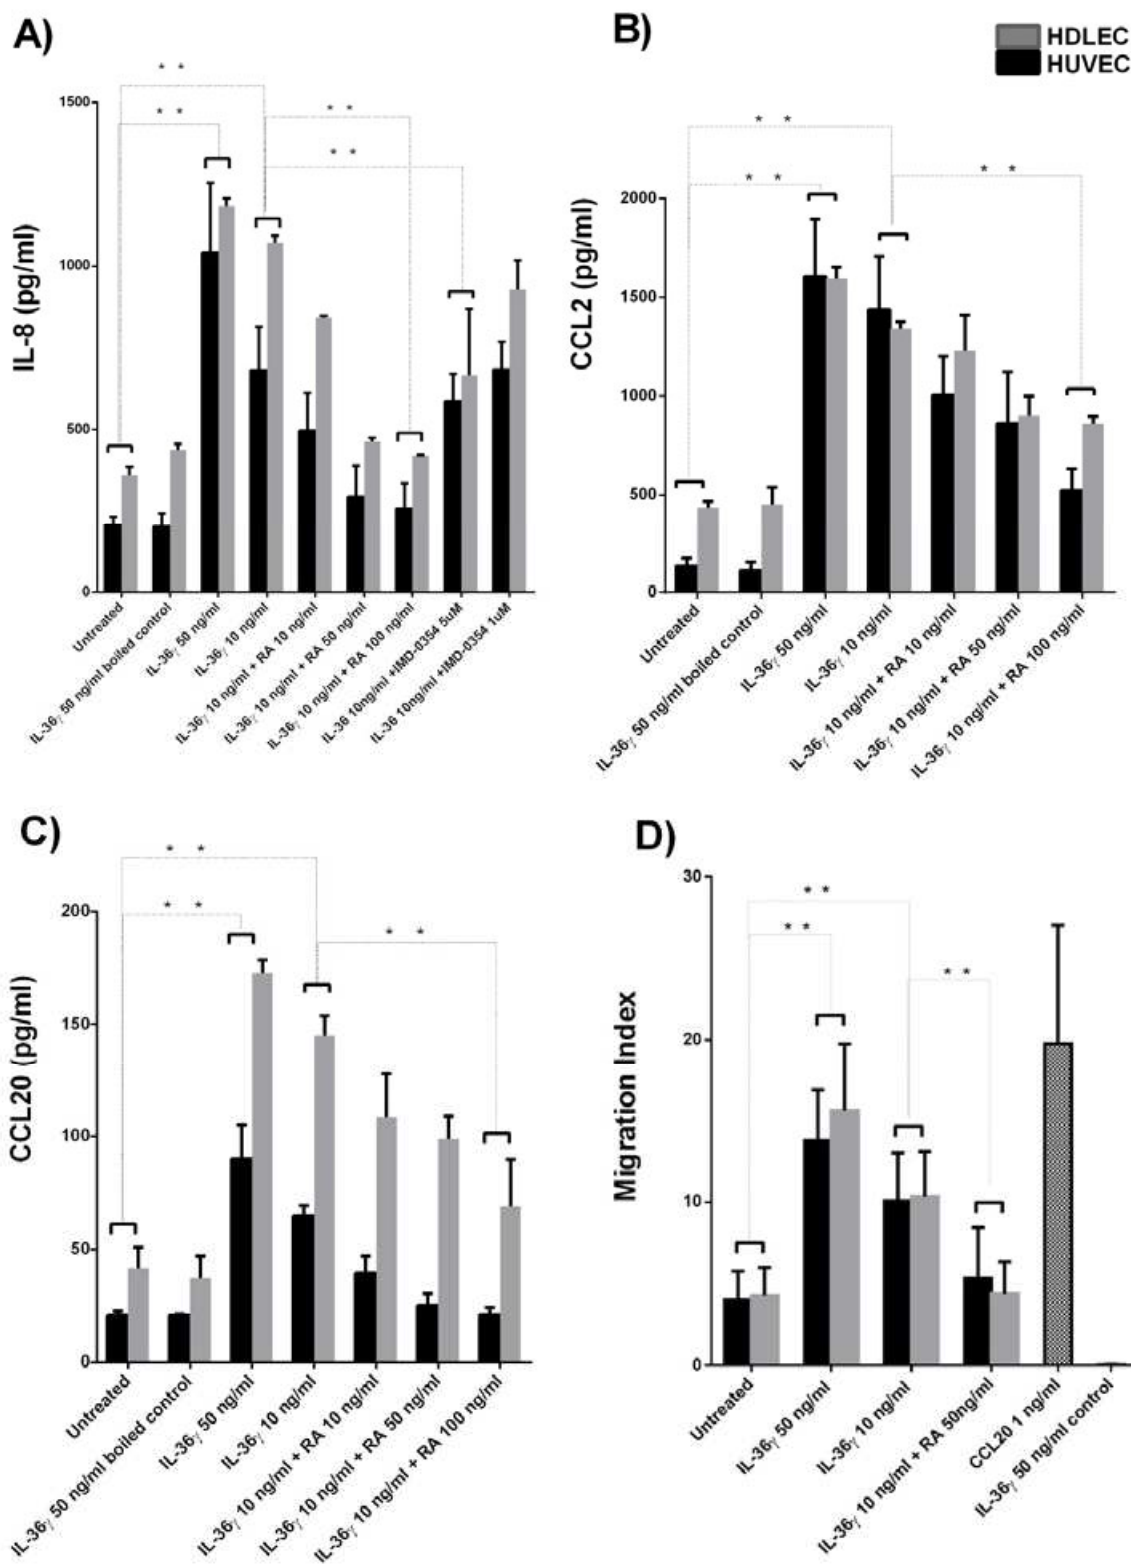 A)
* *
* *
* *
* *
1500
1000
500
0
IL-8 (pg/ml)
Untreated
IL-36γ 50 ng/ml boiled control
IL-36γ 50 ng/ml
IL-36γ 10 ng/ml
IL-36γ 10 ng/ml + RA 10 ng/ml
IL-36γ 10 ng/ml + RA 50 ng/ml
IL-36γ 10 ng/ml + RA 100 ng/ml
IL-36 10ng/ml +IMD-0354 5uM
IL-36 10ng/ml +IMD-0354 1uM
B)
HDLEC
HUVEC
* *
* *
* *
2000
1500
1000
500
0
CCL2 (pg/ml)
Untreated
IL-36γ 50 ng/ml boiled control
IL-36γ 50 ng/ml
IL-36γ 10 ng/ml
IL-36γ 10 ng/ml + RA 10 ng/ml
IL-36γ 10 ng/ml + RA 50 ng/ml
IL-36γ 10 ng/ml + RA 100 ng/ml
C)
* *
* *
* *
200
150
100
50
0
CCL20 (pg/ml)
Untreated
IL-36γ 50 ng/ml boiled control
IL-36γ 50 ng/ml
IL-36γ 10 ng/ml
IL-36γ 10 ng/ml + RA 10 ng/ml
IL-36γ 10 ng/ml + RA 50 ng/ml
IL-36γ 10 ng/ml + RA 100 ng/ml
D)
* *
* *
* *
30
20
10
0
Migration Index
Untreated
IL-36γ 50 ng/ml
IL-36γ 10 ng/ml
IL-36γ 10 ng/ml + RA 50ng/ml
CCL20 1 ng/ml
IL-36γ 50 ng/ml control